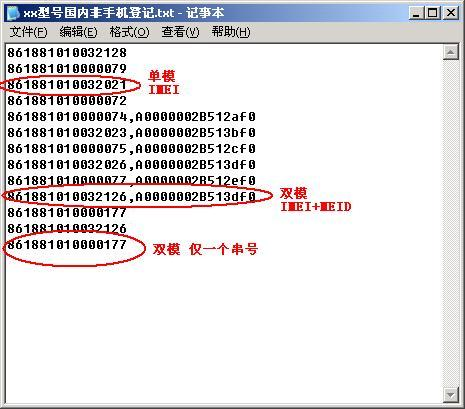 xx型号国内非手机登记.txt - 记事本
文件(F) 编辑(E) 格式(O) 查看(V) 帮助(H)
861881010032128
861881010000079
861881010032021
单模
IMEI
861881010000072
861881010000074,A0000002B512af0
861881010032023,A0000002B513bf0
861881010000075,A0000002B512cf0
861881010032026,A0000002B513df0
861881010000077,A0000002B512ef0
861881010032126,A0000002B513df0
双模
IMEI+MEID
861881010000177
861881010032126
861881010000177
双模 仅一个串号